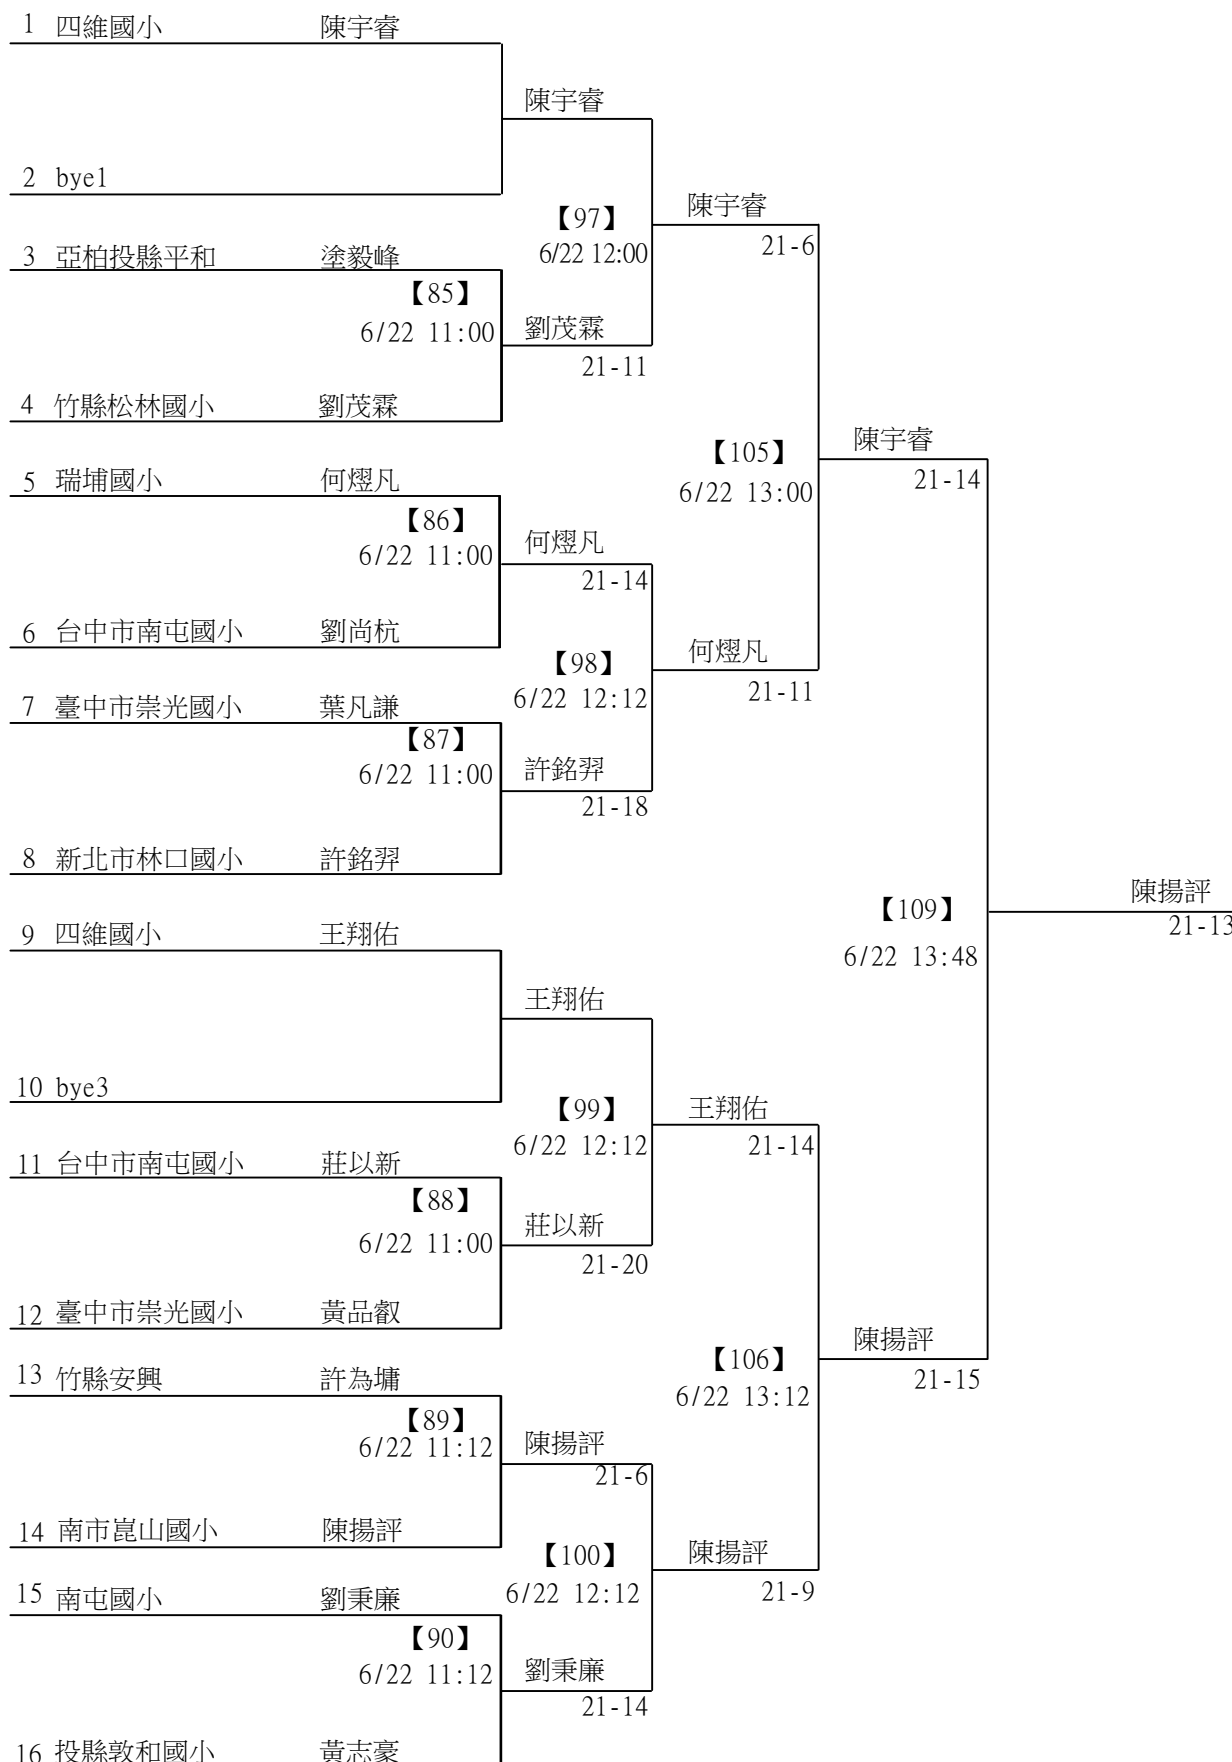 1 四維國小 陳宇睿
陳宇睿
2 bye1
【97】 陳宇睿
3 亞柏投縣平和 塗毅峰 6/22 12:00 21-6
【85】
6/22 11:00 劉茂霖
21-11
4 竹縣松林國小 劉茂霖
【105】 陳宇睿
5 瑞埔國小 何熤凡 6/22 13:00 21-14
【86】
6/22 11:00 何熤凡
21-14
6 台中市南屯國小 劉尚杭
【98】 何熤凡
6/22 12:12 21-11
7 臺中市崇光國小 葉凡謙
【87】
6/22 11:00 許銘羿
21-18
8 新北市林口國小 許銘羿
【109】 陳揚評
21-13
9 四維國小 王翔佑
6/22 13:48
王翔佑
10 bye3
【99】 王翔佑
6/22 12:12 21-14
11 台中市南屯國小 莊以新
【88】
6/22 11:00 莊以新
21-20
12 臺中市崇光國小 黃品叡
【106】 陳揚評
13 竹縣安興 許為墉 6/22 13:12 21-15
【89】
6/22 11:12 陳揚評
21-6
14 南市崑山國小 陳揚評
【100】 陳揚評
15 南屯國小 劉秉廉 6/22 12:12 21-9
【90】
6/22 11:12 劉秉廉
21-14
16 投縣敦和國小 黃志豪